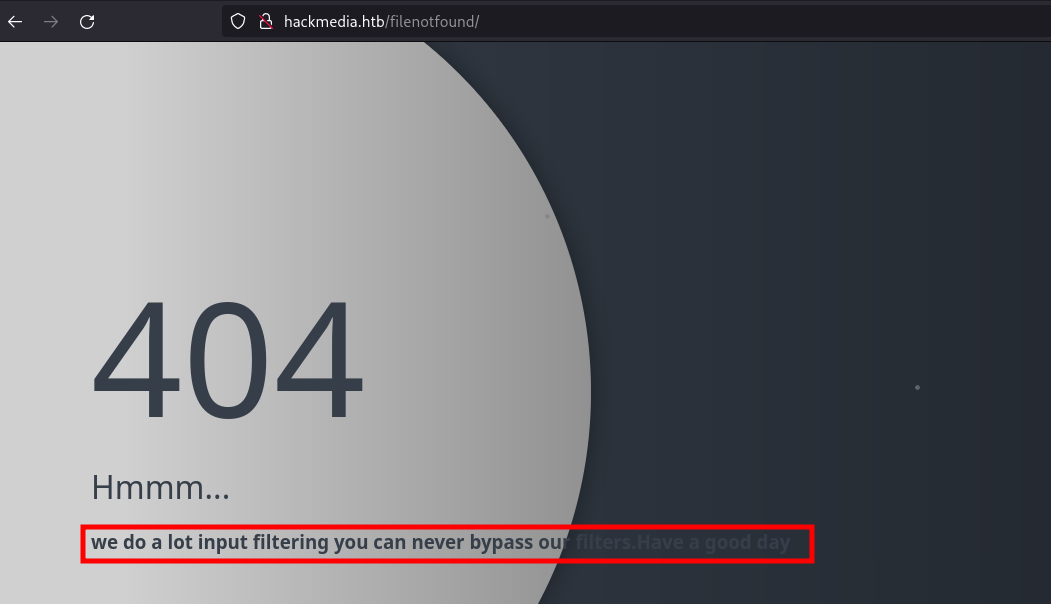 hackmedia.htb/filenotfound/
404
Hmmm...
we do a lot input filtering you can never bypass our filters.Have a good day